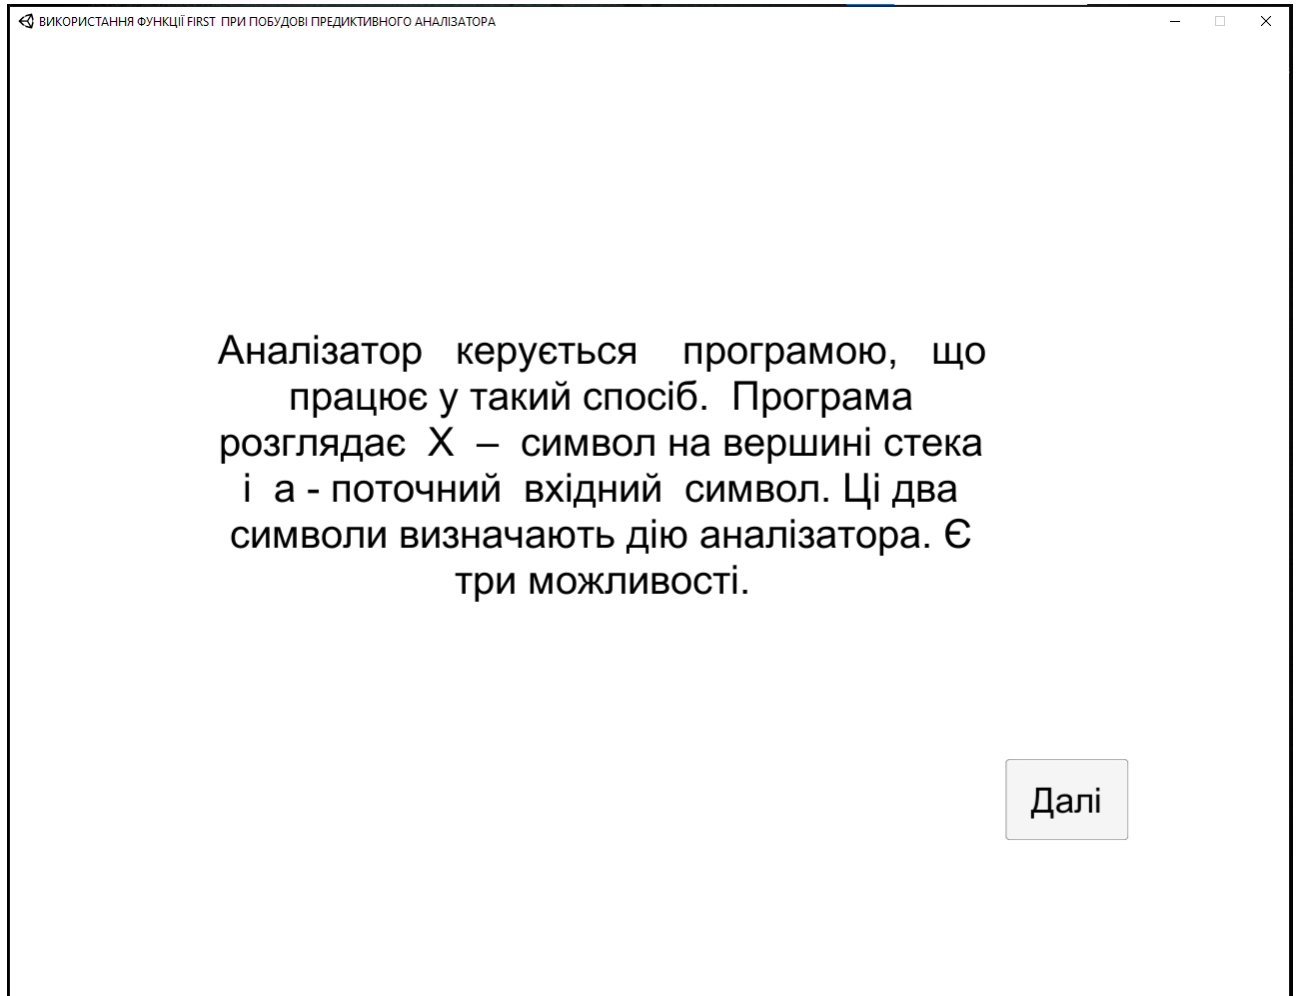 ВИКОРИСТАННЯ ФУНКЦІЇ FIRST ПРИ ПОБУДОВІ ПРЕДИКТИВНОГО АНАЛІЗАТОРА
Аналізатор керується програмою, що
працює у такий спосіб. Програма
розглядає X – символ на вершині стека
і а - поточний вхідний символ. Ці два
символи визначають дію аналізатора. Є
три можливості.
Далі